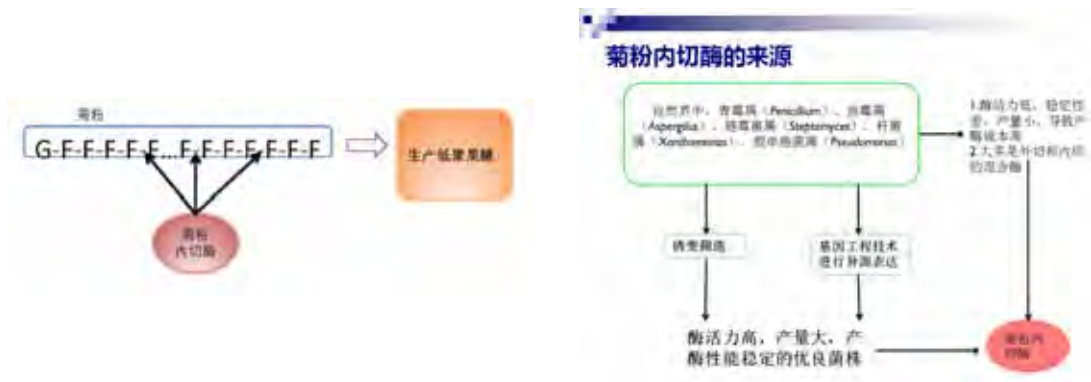 菊粉
G-F-F-F-F-F...F-F-F-F-F-F-F
生产低聚果糖
菊粉
内切酶
菊粉内切酶的来源
自然界中，青霉属（Penicillium）、曲霉属
（Aspergillus）、链霉菌属（Steptomyces）、杆菌
属（Xanthomonas）、假单胞菌属（Pseudomonas）
1.酶活力低、稳定性
差、产量小、导致产
酶成本高
2.大多是外切和内切
的混合酶
诱变筛选
基因工程技术
进行异源表达
酶活力高，产量大，产
酶性能稳定的优良菌株
菊粉内
切酶